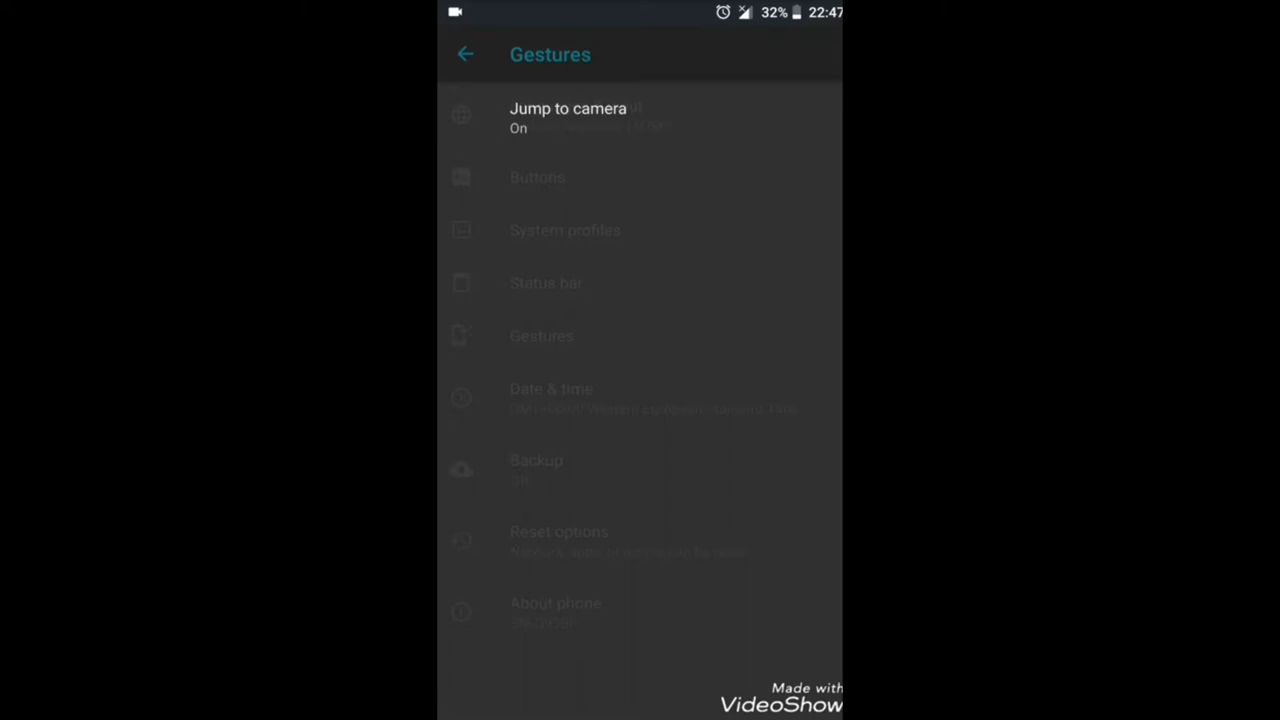 32% 22:47
Gestures
Jump to camera
On
Buttons
System profiles
Status bar
Gestures
Date & time
Backup
Reset options
About phone
Made with
VideoShow